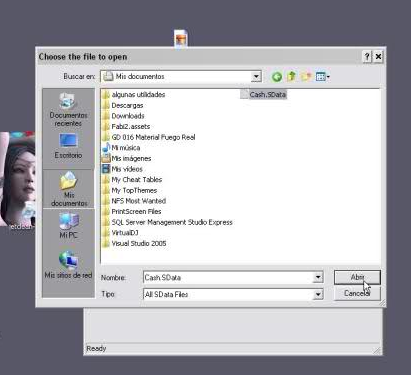 Choose the file to open
Buscar en:
Mis documentos
Documentos
recientes
Escritorio
Mis
documentos
Mi PC
Mis sitios de red
algunas utilidades
Descargas
Downloads
Fabi2.assets
GD 016 Material Fuego Real
Mi música
Mis imágenes
Mis vídeos
My Cheat Tables
My TopThemes
NFS Most Wanted
PrintScreen Files
SQL Server Management Studio Express
VirtualDJ
Visual Studio 2005
Cash.SData
Nombre:
Cash.SData
Abrir
Tipo:
All SData Files
Cancelar
Ready